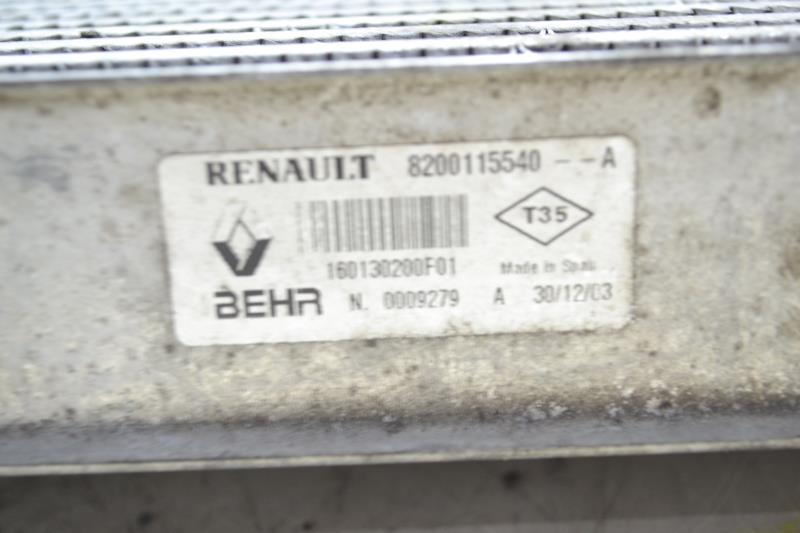 RENAULT 8200115540 - - A
T35
160130200F01
Made in Spain
BEHR N. 0009279 A 30/12/03